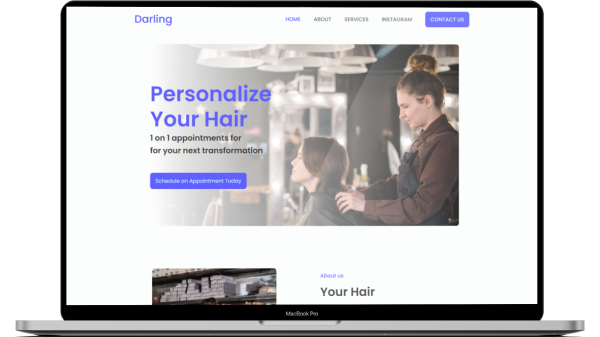 Darling
HOME ABOUT SERVICES INSTAGRAM CONTACT US
Personalize
Your Hair
1 on 1 appointments for
for your next transformation
Schedule an Appointment Today
About us
Your Hair
MacBook Pro